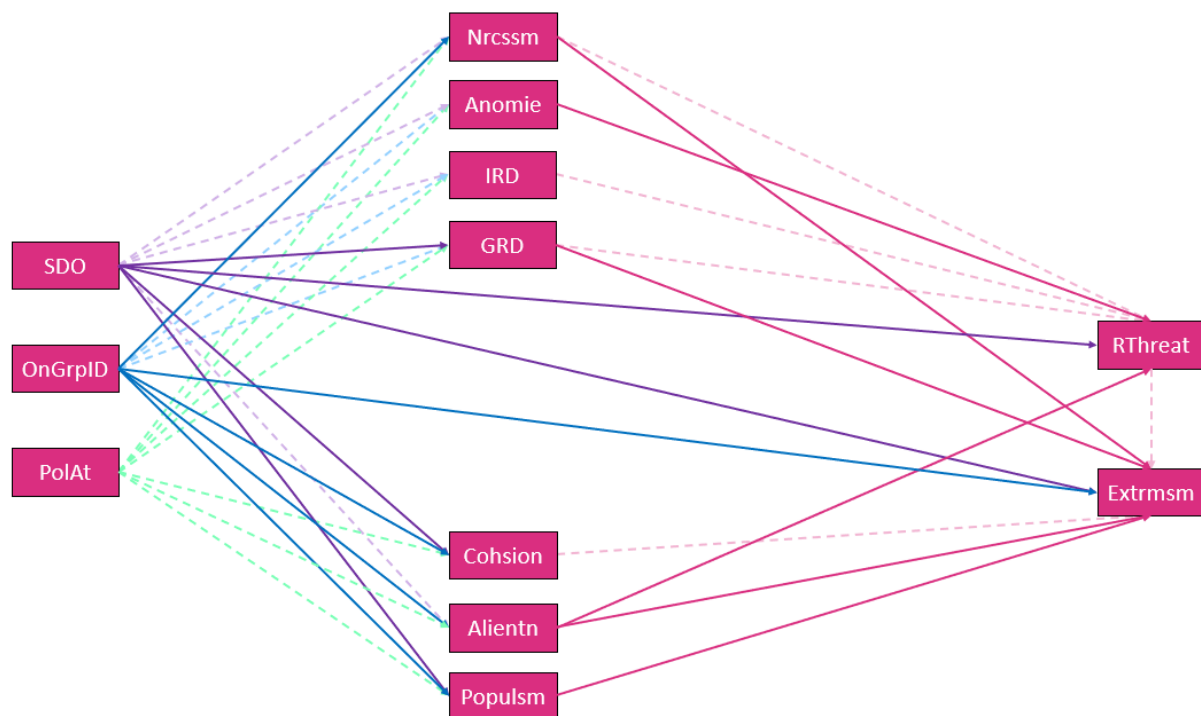 Nrcssm
Anomie
IRD
GRD
SDO
RThreat
OnGrpID
PolAt
Extrmsm
Cohsion
Alientn
Populsm